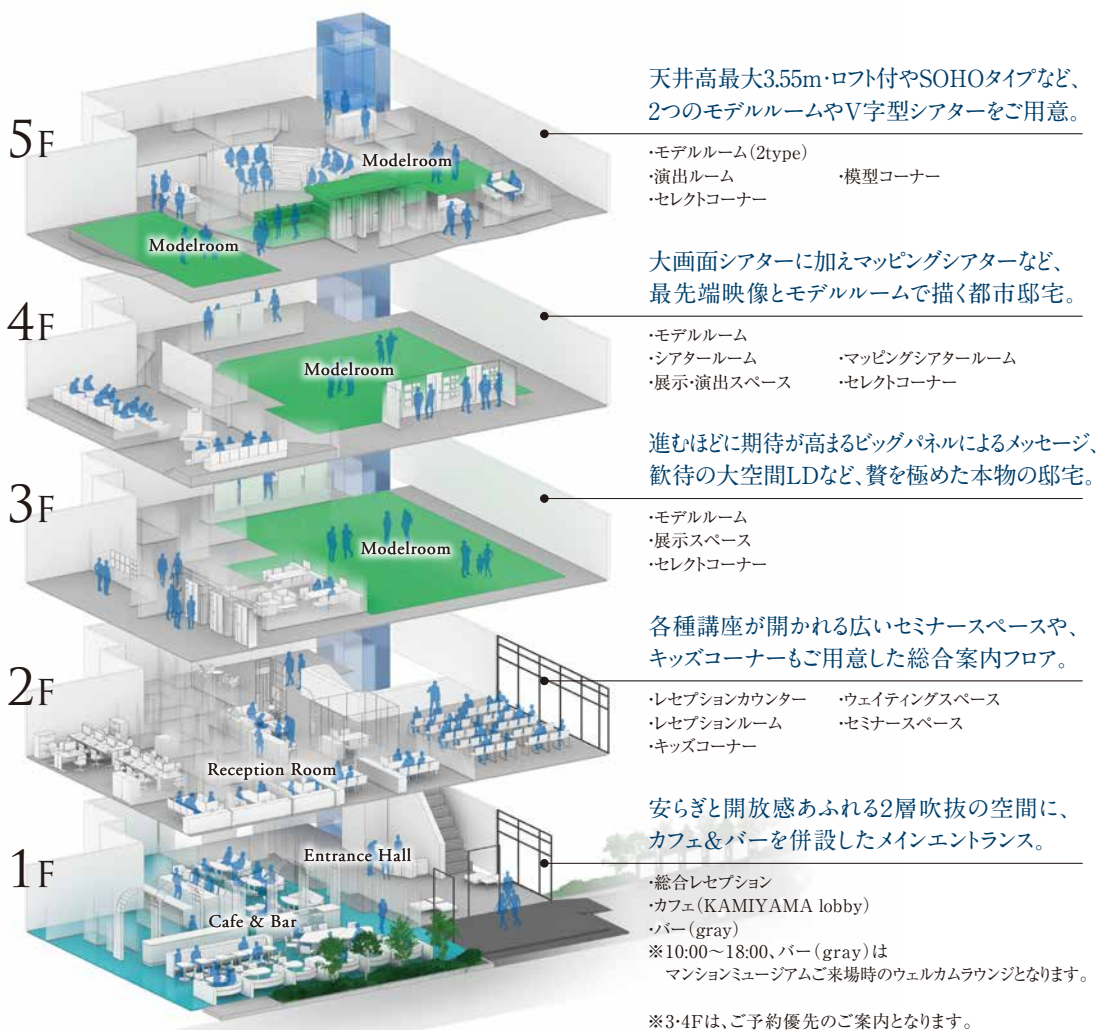 5F
Modelroom
Modelroom
天井高最大3.55m・ロフト付やSOHOタイプなど、
2つのモデルルームやV字型シアターをご用意。
・モデルルーム（2type）
・演出ルーム ・模型コーナー
・セレクトコーナー
4F
Modelroom
大画面シアターに加えマッピングシアターなど、
最先端映像とモデルルームで描く都市邸宅。
・モデルルーム
・シアタールーム ・マッピングシアタールーム
・展示・演出スペース ・セレクトコーナー
3F
Modelroom
進むほどに期待が高まるビッグパネルによるメッセージ、
歓待の大空間LDなど、贅を極めた本物の邸宅。
・モデルルーム
・展示スペース
・セレクトコーナー
2F
Reception Room
各種講座が開かれる広いセミナースペースや、
キッズコーナーもご用意した総合案内フロア。
・レセプションカウンター ・ウェイティングスペース
・レセプションルーム ・セミナースペース
・キッズコーナー
1F
Entrance Hall
Cafe & Bar
安らぎと開放感あふれる2層吹抜の空間に、
カフェ&バーを併設したメインエントランス。
・総合レセプション
・カフェ（KAMIYAMA lobby）
・バー（gray）
※10:00～18:00、バー（gray）は
マンションミュージアムご来場時のウェルカムラウンジとなります。
※3・4Fは、ご予約優先のご案内となります。